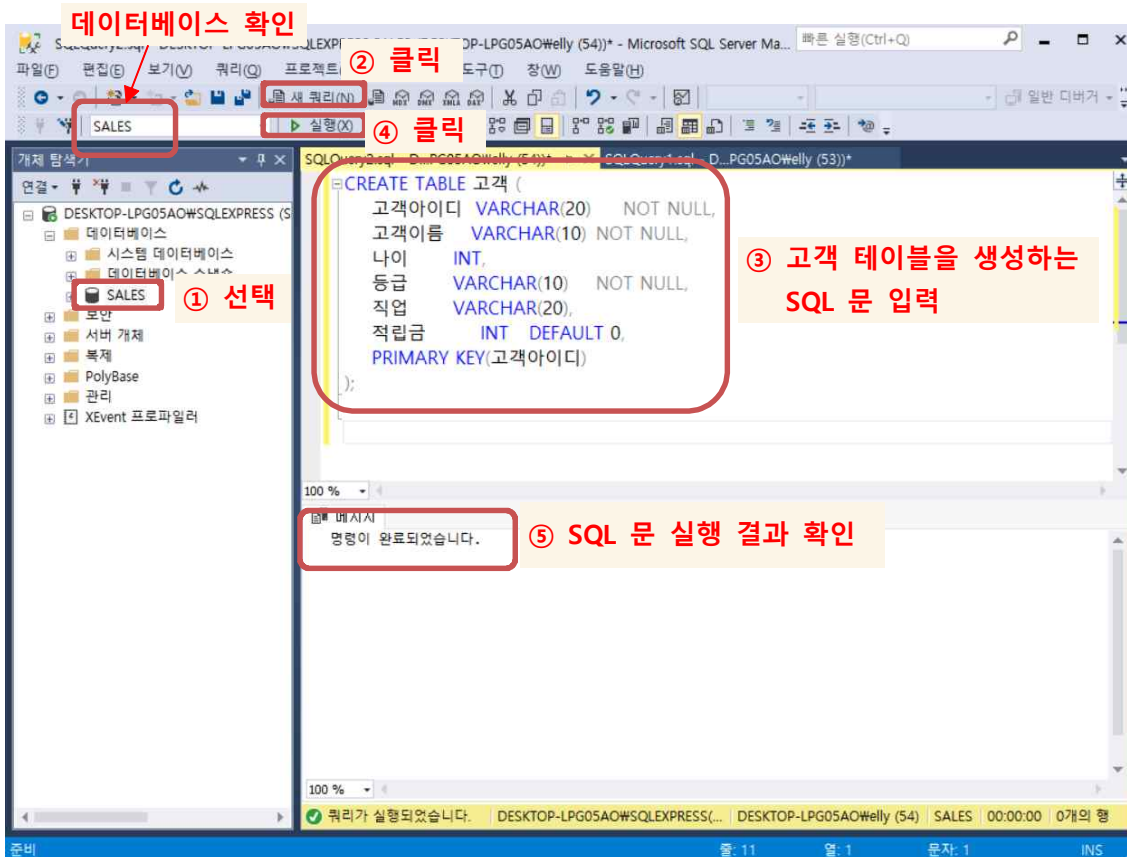 데이터베이스 확인
빠른 실행(Ctrl+Q)
파일(F) 편집(E) 보기(V) 쿼리(Q) 도구(T) 창(W) 도움말(H)
② 클릭
새 쿼리(N)
일반 디버거
SALES
실행(X)
④ 클릭
개체 탐색기
연결
DESKTOP-LPG05AO₩SQLEXPRESS (S
데이터베이스
시스템 데이터베이스
SALES
① 선택
보안
서버 개체
복제
PolyBase
관리
XEvent 프로파일러
CREATE TABLE 고객 (
고객아이디 VARCHAR(20) NOT NULL,
고객이름 VARCHAR(10) NOT NULL,
나이 INT,
등급 VARCHAR(10) NOT NULL,
직업 VARCHAR(20),
적립금 INT DEFAULT 0,
PRIMARY KEY(고객아이디)
);
③ 고객 테이블을 생성하는
SQL 문 입력
100 %
메시지
명령이 완료되었습니다.
⑤ SQL 문 실행 결과 확인
100 %
쿼리가 실행되었습니다. DESKTOP-LPG05AO₩SQLEXPRESS(... DESKTOP-LPG05AO₩elly (54) SALES 00:00:00 0개의 행
준비 줄: 11 열: 1 문자: 1 INS